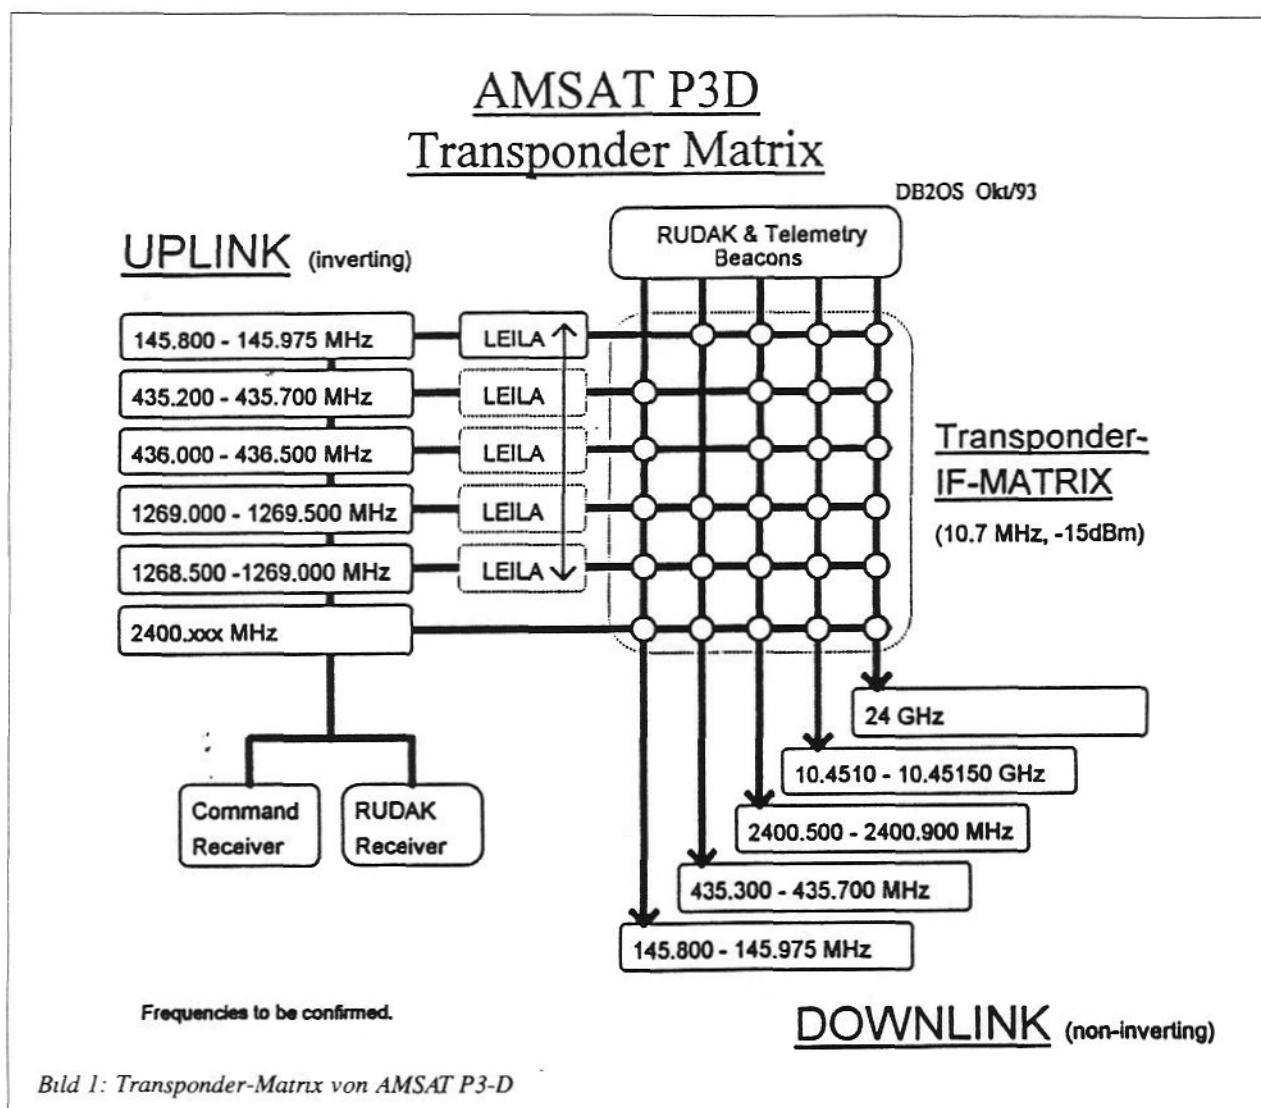 AMSAT P3D
Transponder Matrix
DB2OS Okt/93
UPLINK (inverting)
RUDAK & Telemetry
Beacons
145.800 - 145.975 MHz
LEILA
435.200 - 435.700 MHz
LEILA
436.000 - 436.500 MHz
LEILA
1269.000 - 1269.500 MHz
LEILA
1268.500 -1269.000 MHz
LEILA
2400.xxx MHz
Transponder-
IF-MATRIX
(10.7 MHz, -15dBm)
Command
Receiver
RUDAK
Receiver
24 GHz
10.4510 - 10.45150 GHz
2400.500 - 2400.900 MHz
435.300 - 435.700 MHz
145.800 - 145.975 MHz
Frequencies to be confirmed.
DOWNLINK (non-inverting)
Bild 1: Transponder-Matrix von AMSAT P3-D